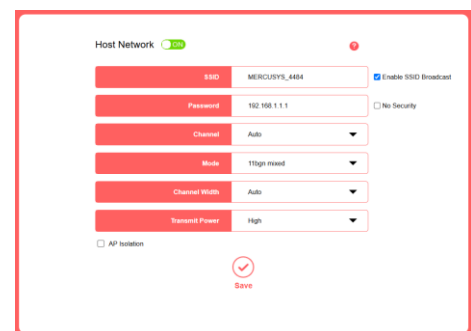 Host Network ON ?
SSID MERCUSYS_4404 Enable SSID Broadcast
Password 192.168.1.1.1 No Security
Channel Auto
Mode 11bgn mixed
Channel Width Auto
Transmit Power High
AP Isolation
Save